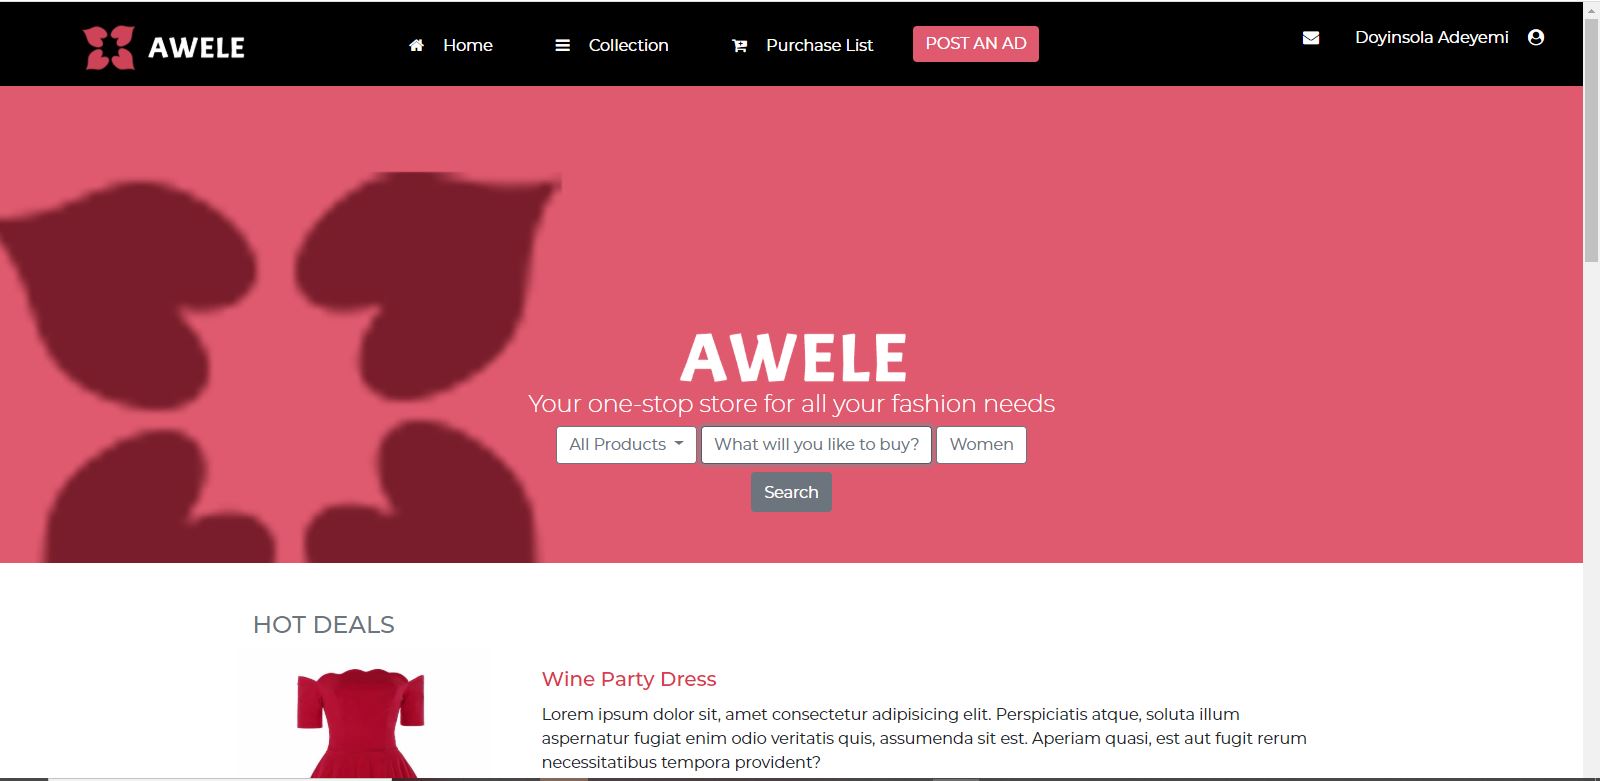 AWELE
Home
Collection
Purchase List
POST AN AD
Doyinsola Adeyemi
AWELE
Your one-stop store for all your fashion needs
All Products
What will you like to buy?
Women
Search
HOT DEALS
Wine Party Dress
Lorem ipsum dolor sit, amet consectetur adipisicing elit. Perspiciatis atque, soluta illum
aspernatur fugiat enim odio veritatis quis, assumenda sit est. Aperiam quasi, est aut fugit rerum
necessitatibus tempora provident?